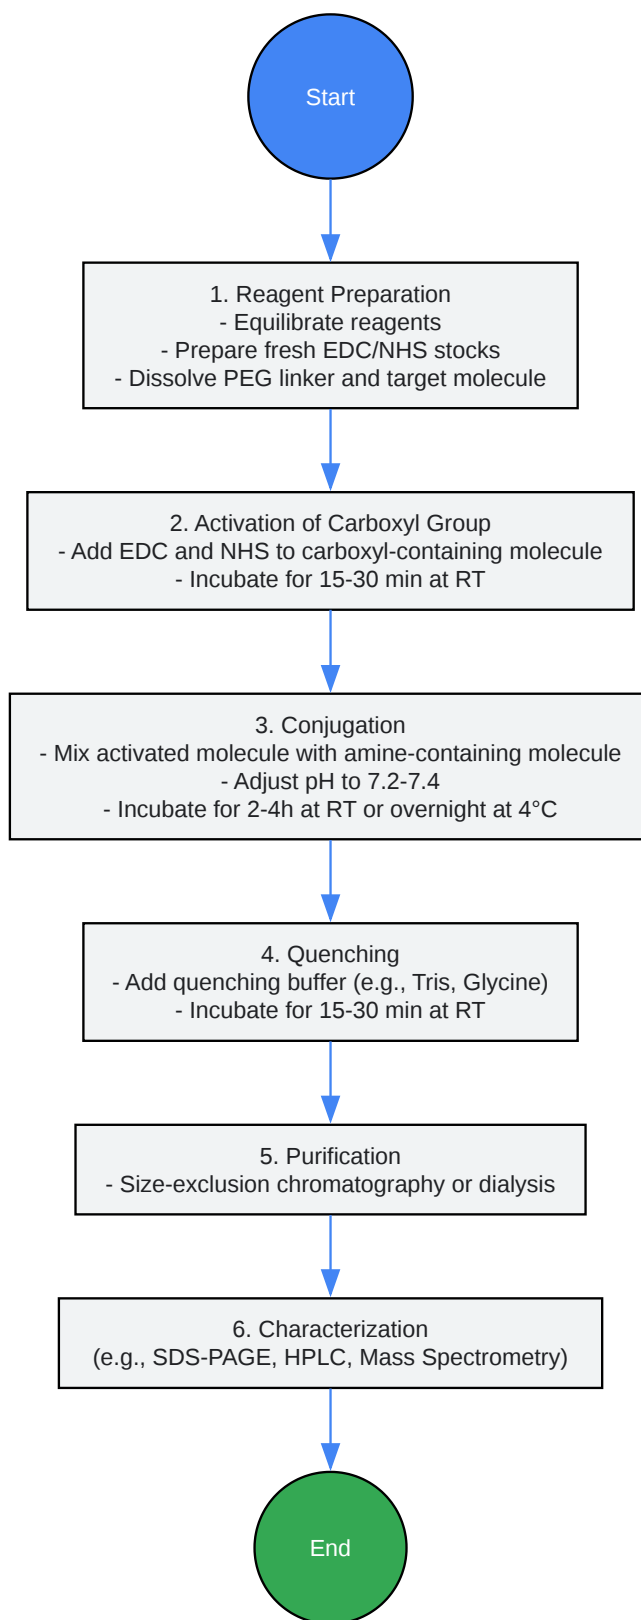 Start
1. Reagent Preparation
- Equilibrate reagents
- Prepare fresh EDC/NHS stocks
- Dissolve PEG linker and target molecule
2. Activation of Carboxyl Group
- Add EDC and NHS to carboxyl-containing molecule
- Incubate for 15-30 min at RT
3. Conjugation
- Mix activated molecule with amine-containing molecule
- Adjust pH to 7.2-7.4
- Incubate for 2-4h at RT or overnight at 4°C
4. Quenching
- Add quenching buffer (e.g., Tris, Glycine)
- Incubate for 15-30 min at RT
5. Purification
- Size-exclusion chromatography or dialysis
6. Characterization
(e.g., SDS-PAGE, HPLC, Mass Spectrometry)
End